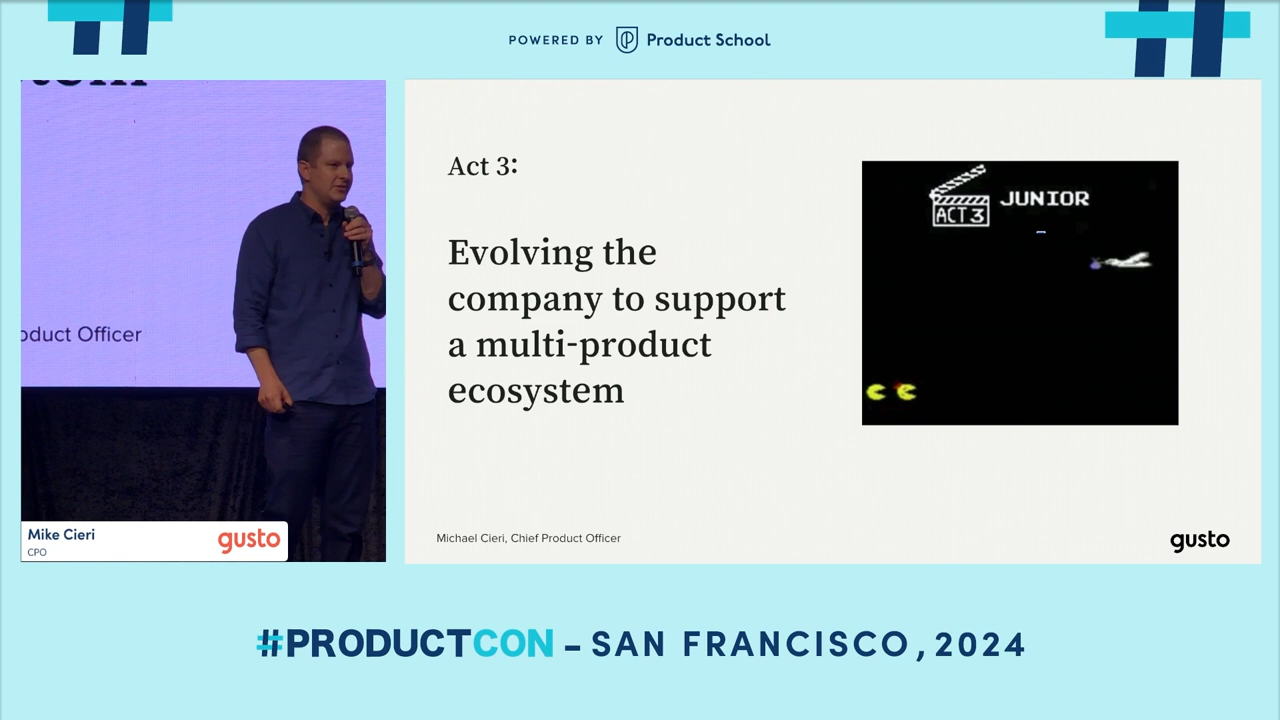 POWERED BY Product School
Act 3:
Evolving the
company to support
a multi-product
ecosystem
ACT 3
JUNIOR
Michael Cieri, Chief Product Officer
gusto
oduct Officer
Mike Cieri
CPO
gusto
#PRODUCTCON – SAN FRANCISCO, 2024